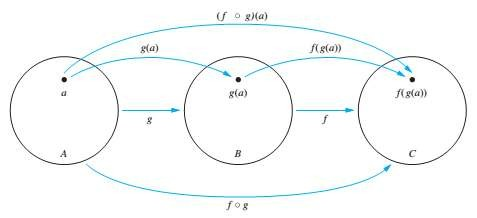 (f ∘ g)(a)
g(a)
f(g(a))
a
g(a)
f(g(a))
g
f
A
B
C
f ∘ g